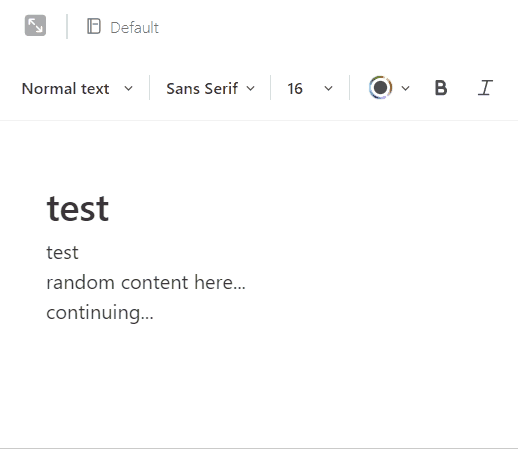 Default
Normal text Sans Serif 16 B I
test
test
random content here...
continuing...